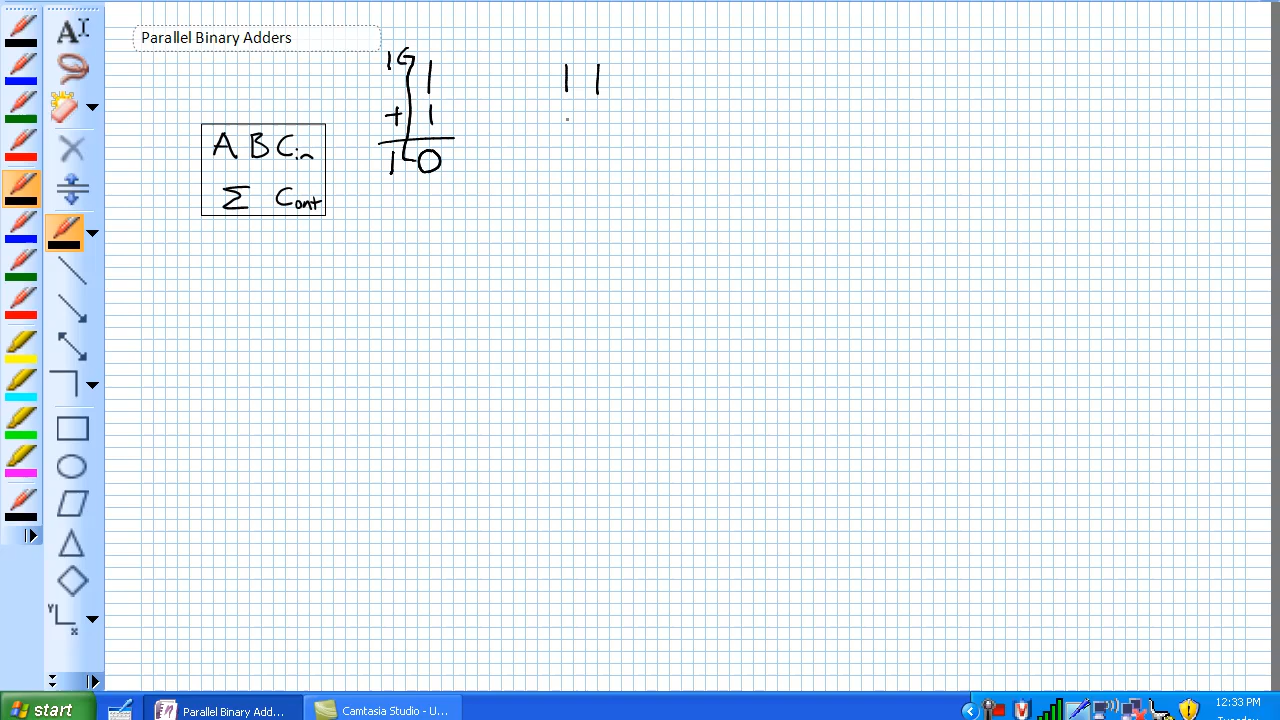 Parallel Binary Adders
1 1
+ 1
1 0
1 1
A B Cin
Σ Cout
start
Parallel Binary Add...
Camtasia Studio - U...
12:33 PM